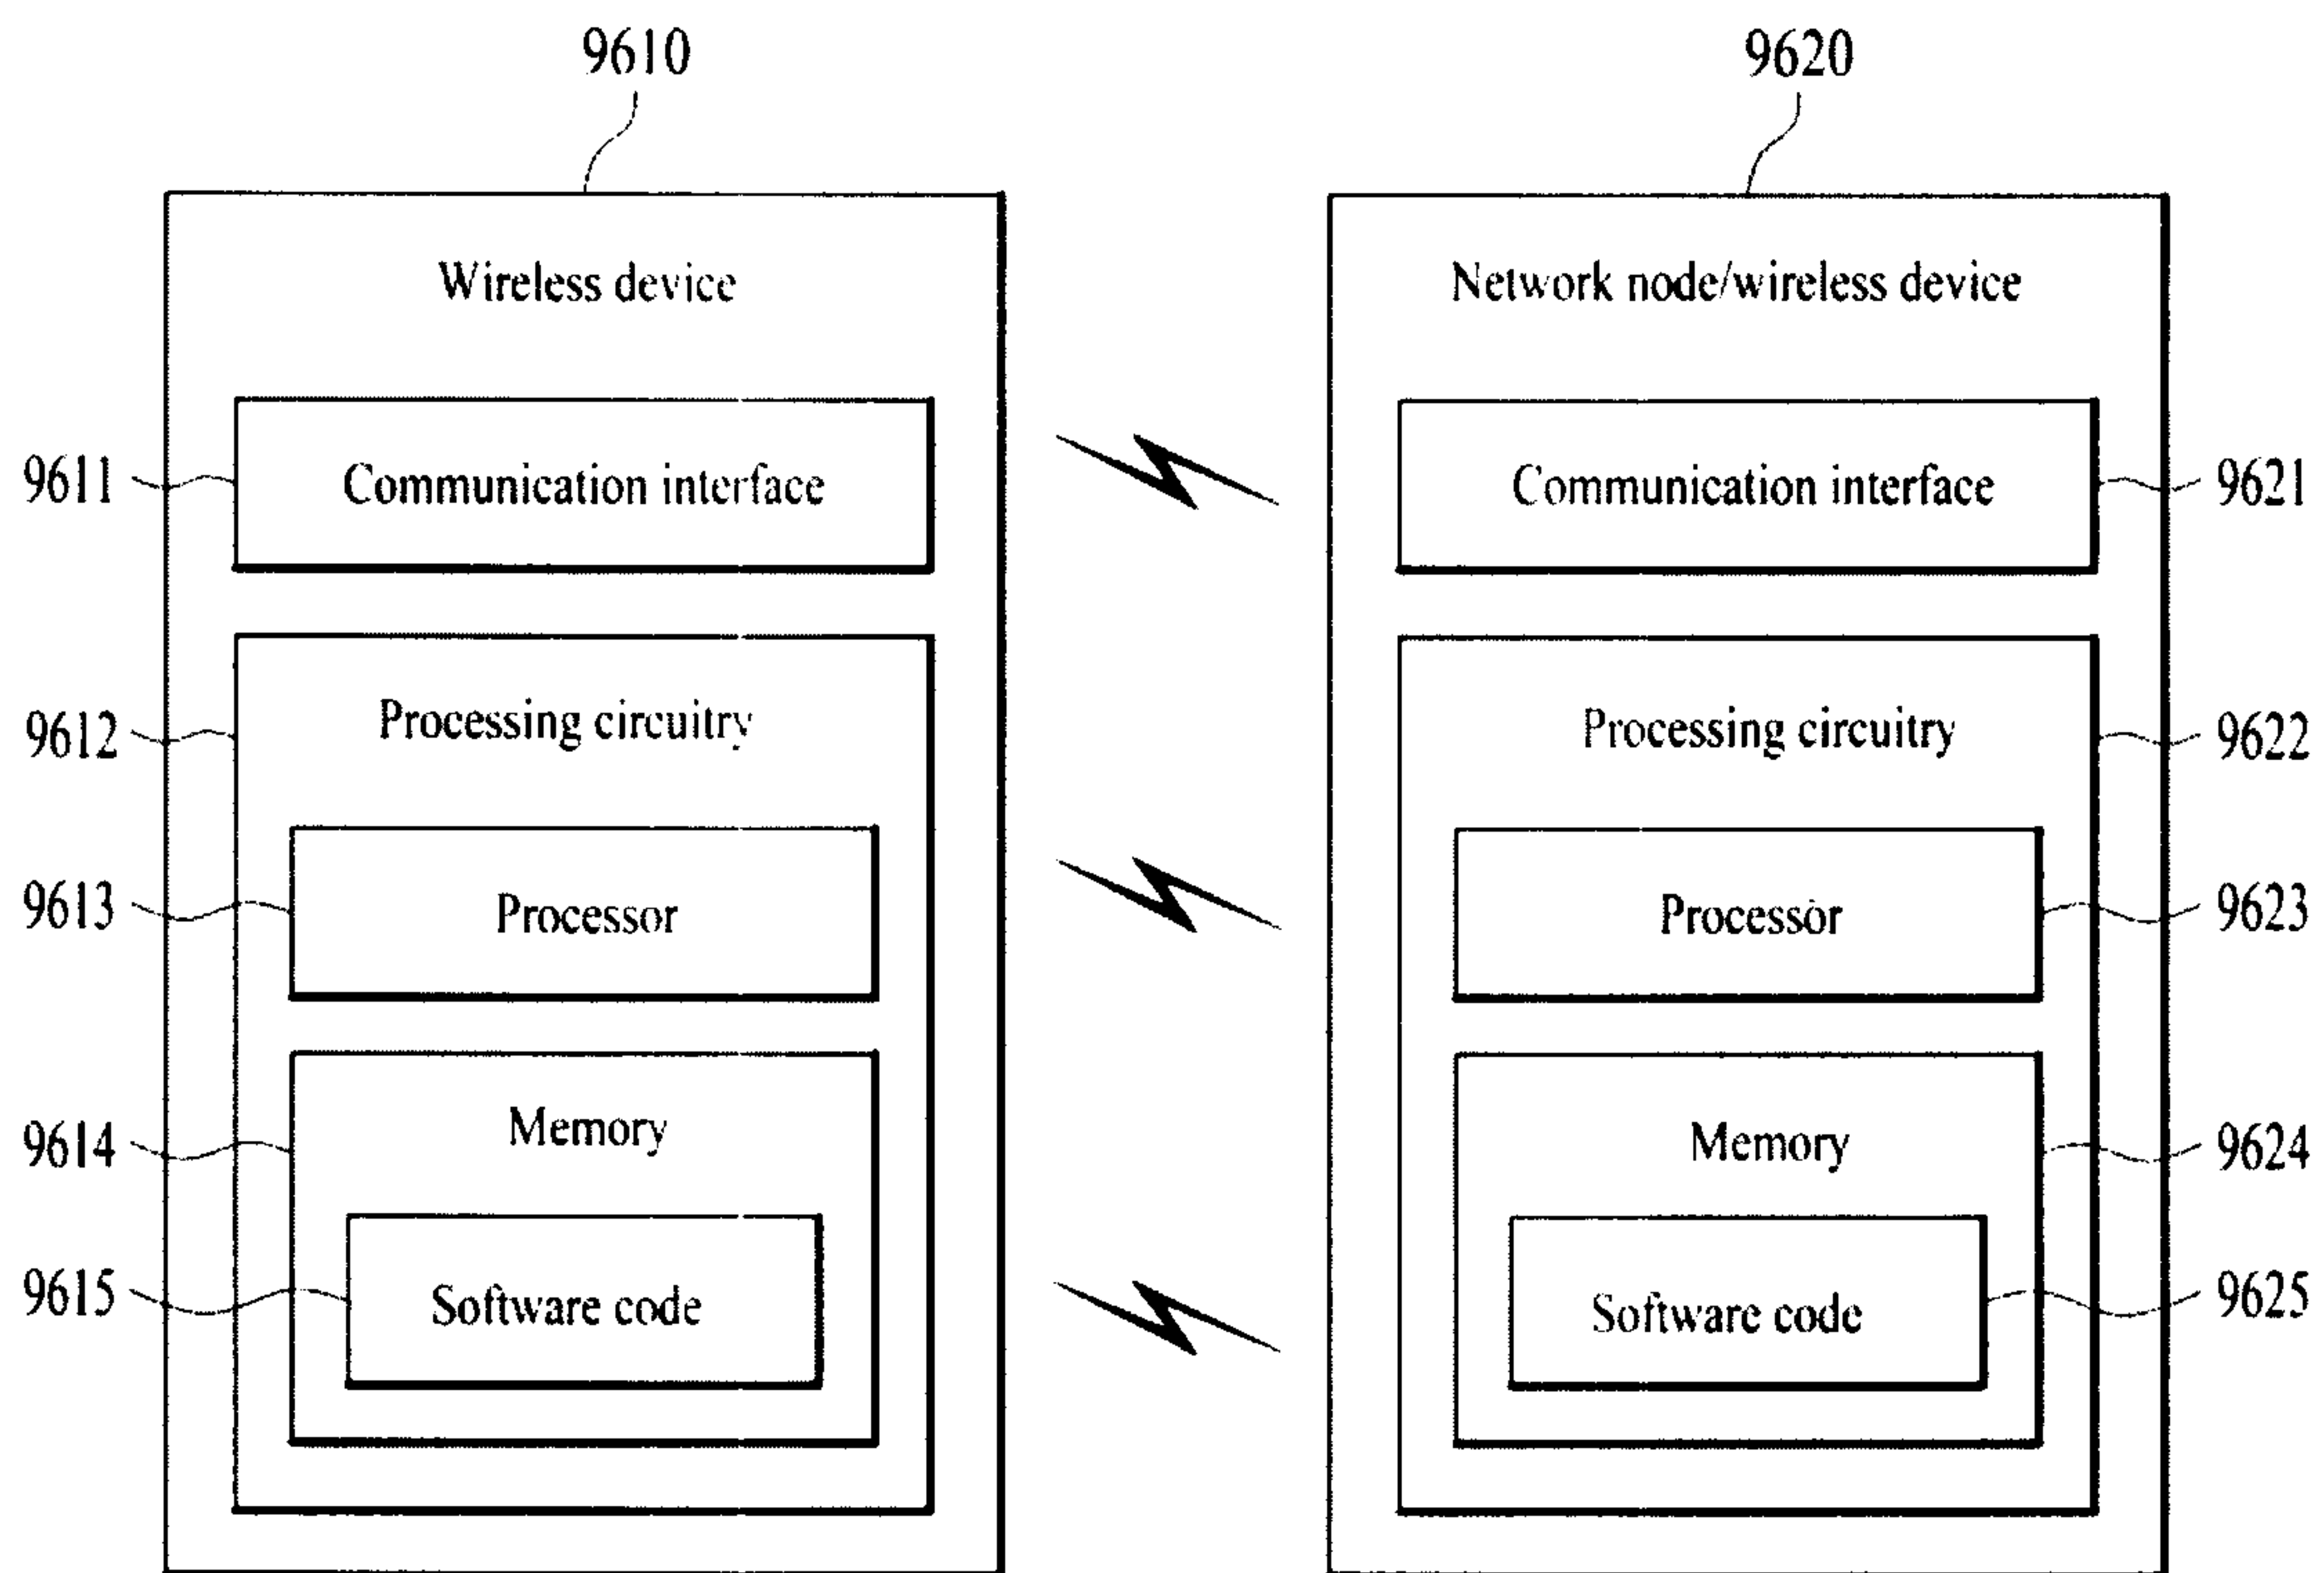 9610
9620
Wireless device
Network node/wireless device
9611
Communication interface
Communication interface
9621
9612
Processing circuitry
Processing circuitry
9622
9613
Processor
Processor
9623
9614
Memory
Memory
9624
9615
Software code
Software code
9625